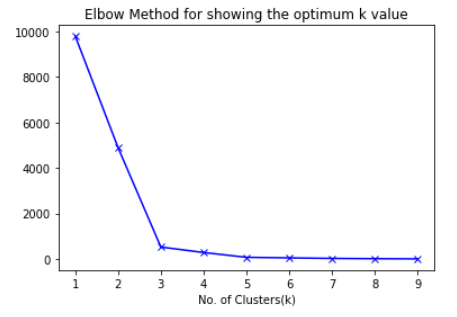 Elbow Method for showing the optimum k value
10000
8000
6000
4000
2000
0
1 2 3 4 5 6 7 8 9
No. of Clusters(k)